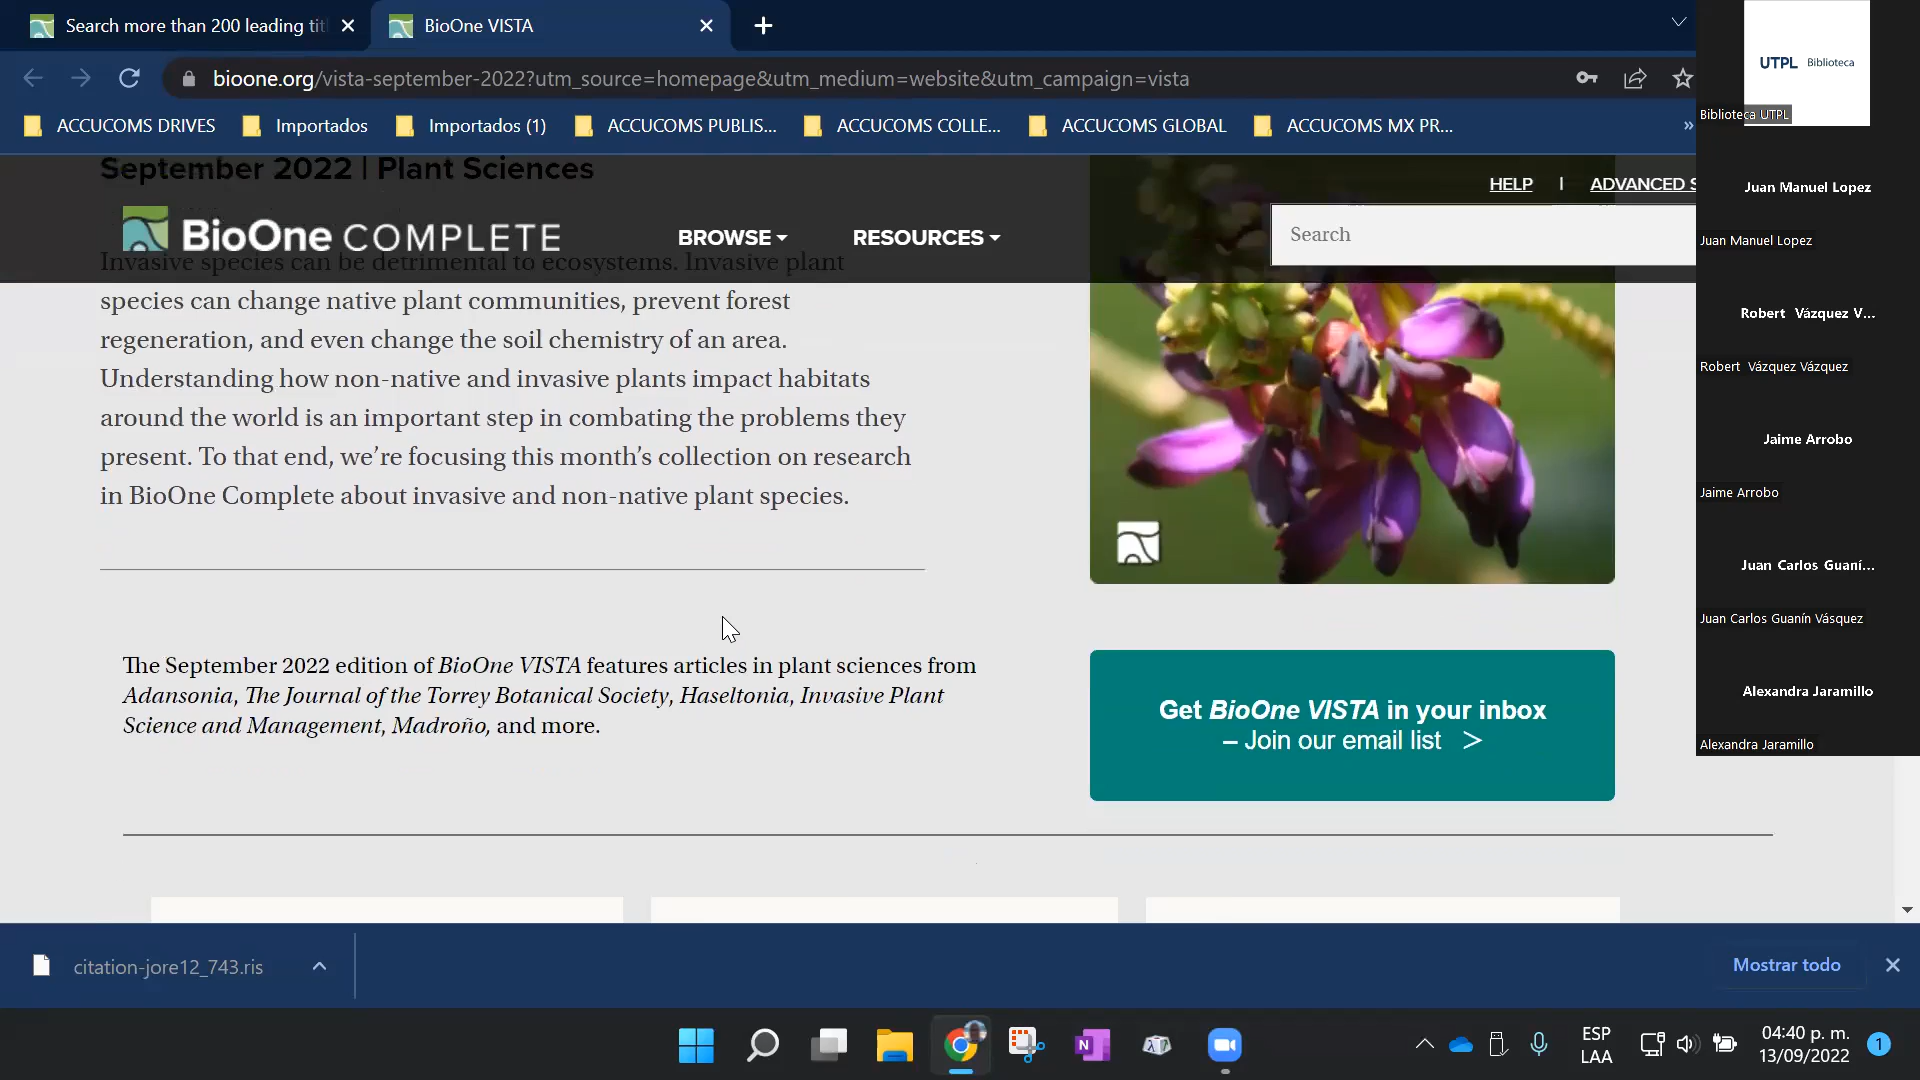 Search more than 200 leading tit
BioOne VISTA
bioone.org/vista-september-2022?utm_source=homepage&utm_medium=website&utm_campaign=vista
ACCUCOMS DRIVES
Importados
Importados (1)
ACCUCOMS PUBLIS...
ACCUCOMS COLLE...
ACCUCOMS GLOBAL
ACCUCOMS MX PR...
»
September 2022 | Plant Sciences
HELP | ADVANCED S
BioOne COMPLETE
BROWSE
RESOURCES
Search
Invasive species can be detrimental to ecosystems. Invasive plant
species can change native plant communities, prevent forest
regeneration, and even change the soil chemistry of an area.
Understanding how non-native and invasive plants impact habitats
around the world is an important step in combating the problems they
present. To that end, we’re focusing this month’s collection on research
in BioOne Complete about invasive and non-native plant species.
The September 2022 edition of BioOne VISTA features articles in plant sciences from
Adansonia, The Journal of the Torrey Botanical Society, Haseltonia, Invasive Plant
Science and Management, Madroño, and more.
Get BioOne VISTA in your inbox
– Join our email list >
UTPL Biblioteca
Biblioteca UTPL
Juan Manuel Lopez
Juan Manuel Lopez
Robert Vázquez V...
Robert Vázquez Vázquez
Jaime Arrobo
Jaime Arrobo
Juan Carlos Guaní...
Juan Carlos Guanín Vásquez
Alexandra Jaramillo
Alexandra Jaramillo
citation-jore12_743.ris
Mostrar todo
ESP
LAA
04:40 p. m.
13/09/2022
1